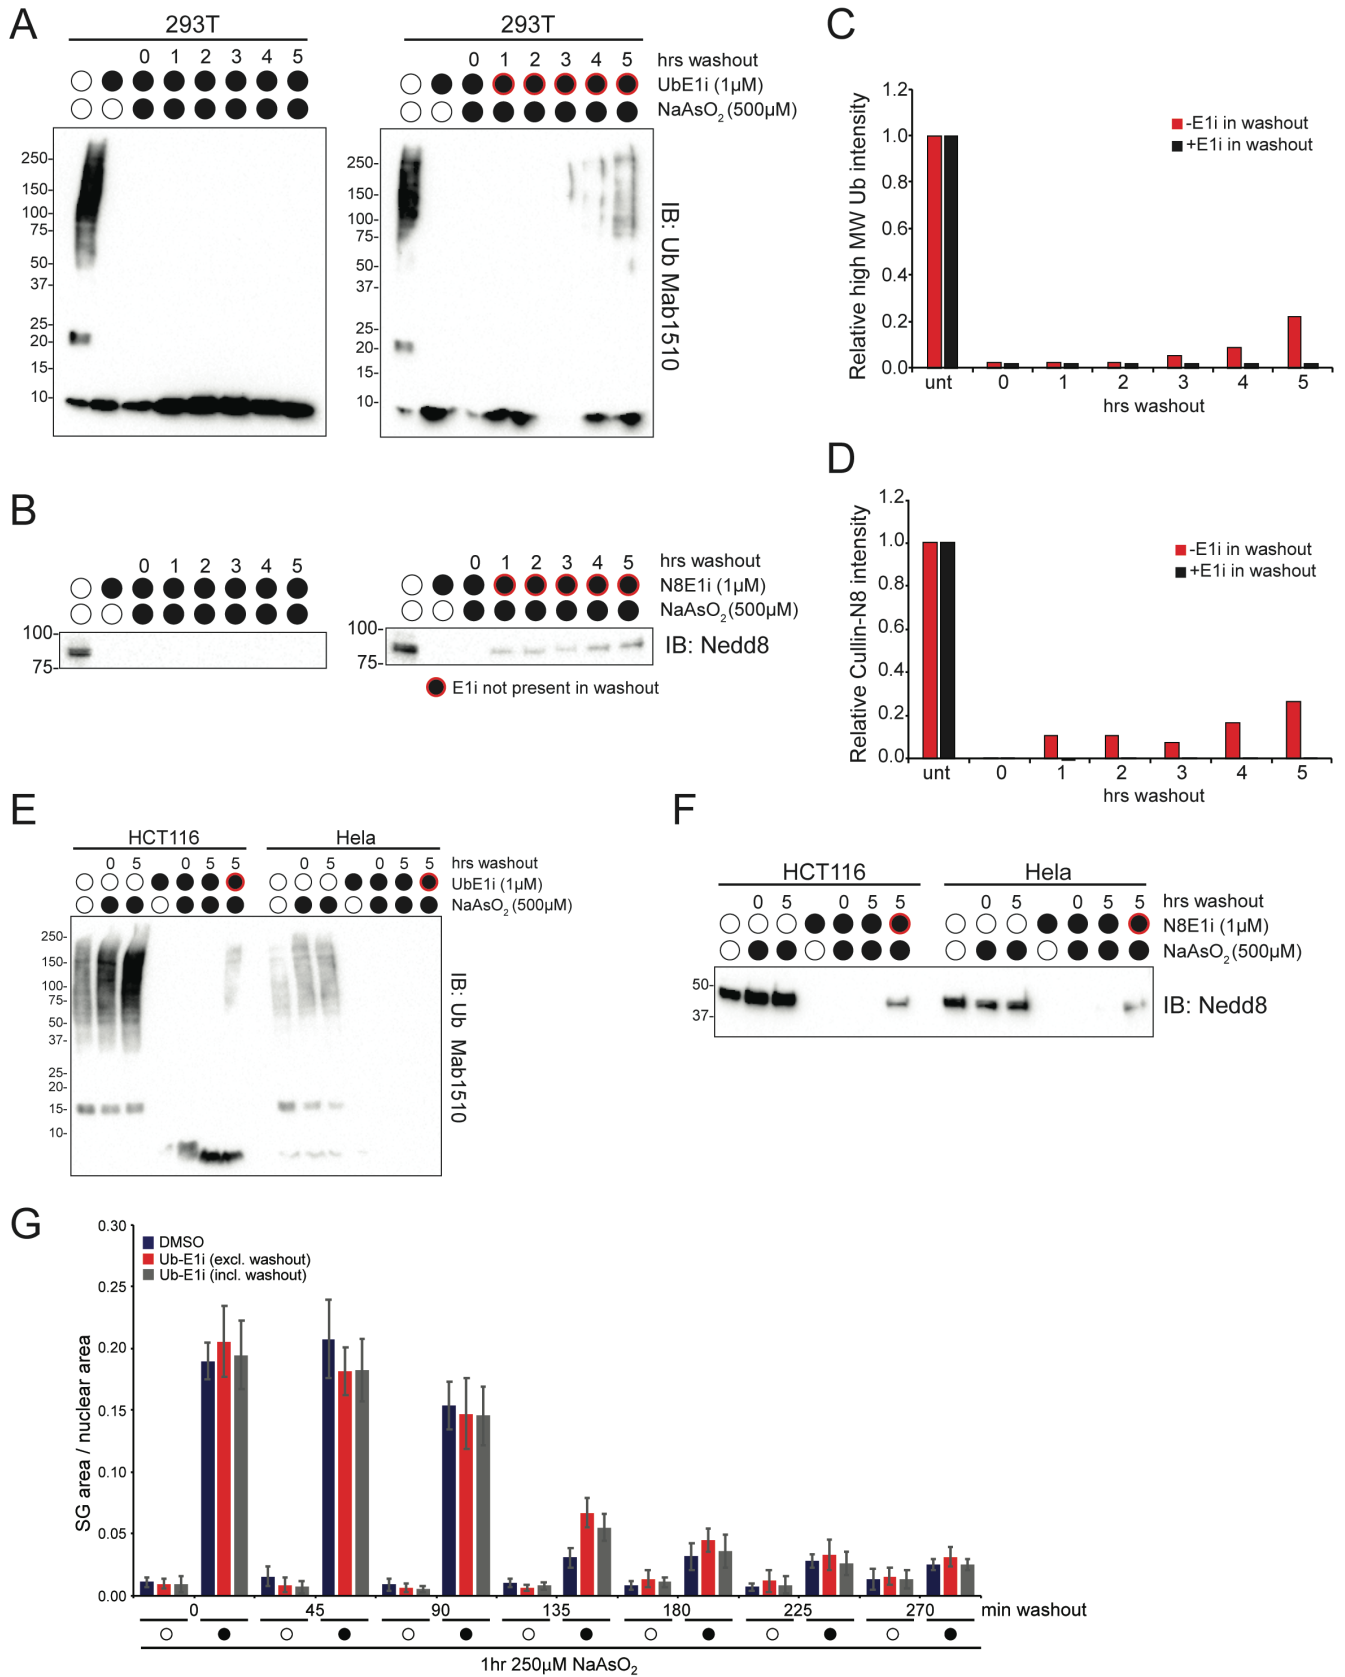 A
293T
0 1 2 3 4 5
250-
150-
100-
75-
50-
37-
25-
20-
15-
10-
293T
0 1 2 3 4 5 hrs washout
UbE1i (1µM)
NaAsO2 (500µM)
250-
150-
100-
75-
50-
37-
25-
20-
15-
10-
IB: Ub Mab1510
B
0 1 2 3 4 5
100-
75-
0 1 2 3 4 5 hrs washout
N8E1i (1µM)
NaAsO2 (500µM)
100-
75-
IB: Nedd8
E1i not present in washout
C
Relative high MW Ub intensity
1.2
1.0
0.8
0.6
0.4
0.2
0.0
-E1i in washout
+E1i in washout
unt 0 1 2 3 4 5
hrs washout
D
Relative Cullin-N8 intensity
1.2
1.0
0.8
0.6
0.4
0.2
0.0
-E1i in washout
+E1i in washout
unt 0 1 2 3 4 5
hrs washout
E
HCT116 Hela
0 5 0 5 5 0 5 0 5 5 hrs washout
UbE1i (1µM)
NaAsO2 (500µM)
250-
150-
100-
75-
50-
37-
25-
20-
15-
10-
IB: Ub Mab1510
F
HCT116 Hela
0 5 0 5 5 0 5 0 5 5 hrs washout
N8E1i (1µM)
NaAsO2 (500µM)
50-
37-
IB: Nedd8
G
SG area / nuclear area
0.30
0.25
0.20
0.15
0.10
0.05
0.00
DMSO
Ub-E1i (excl. washout)
Ub-E1i (incl. washout)
0 45 90 135 180 225 270 min washout
1hr 250µM NaAsO2